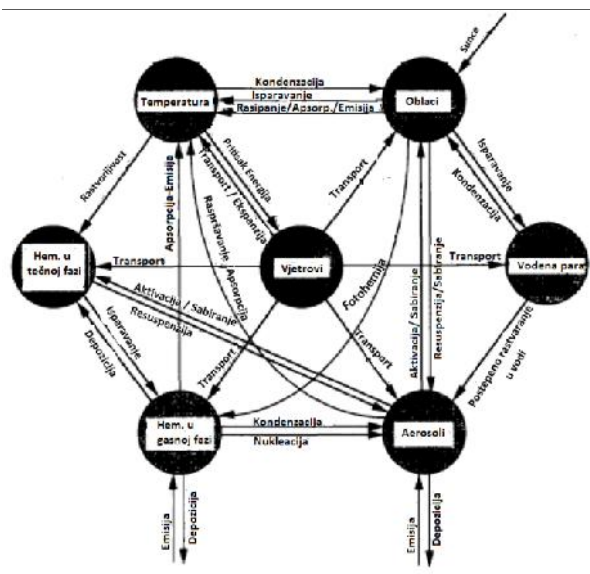 Sunce
Kondenzacija
Isparavanje
Rasipanje/Apsorp./Emisija
Temperatura
Oblaci
Pritisak Energija
Transport / Ekspanzija
Transport
Isparavanje
Kondenzacija
Rastvorljivost
Apsorpcija-Emisija
Raspršavanje / Apsorpcija
Hem. u
tečnoj fazi
Transport
Vjetrovi
Transport
Vodena para
Fotohemija
Aktivacija / Sabiranje
Resuspenzija
Aktivacija/ Sabiranje
Resuspenzija/Sabiranje
Isparavanje
Depozicija
Transport
Transport
Postepeno rastvaranje
u vodi
Hem. u
gasnoj fazi
Kondenzacija
Nukleacija
Aerosoli
Emisija
Depozicija
Emisija
Depozicija